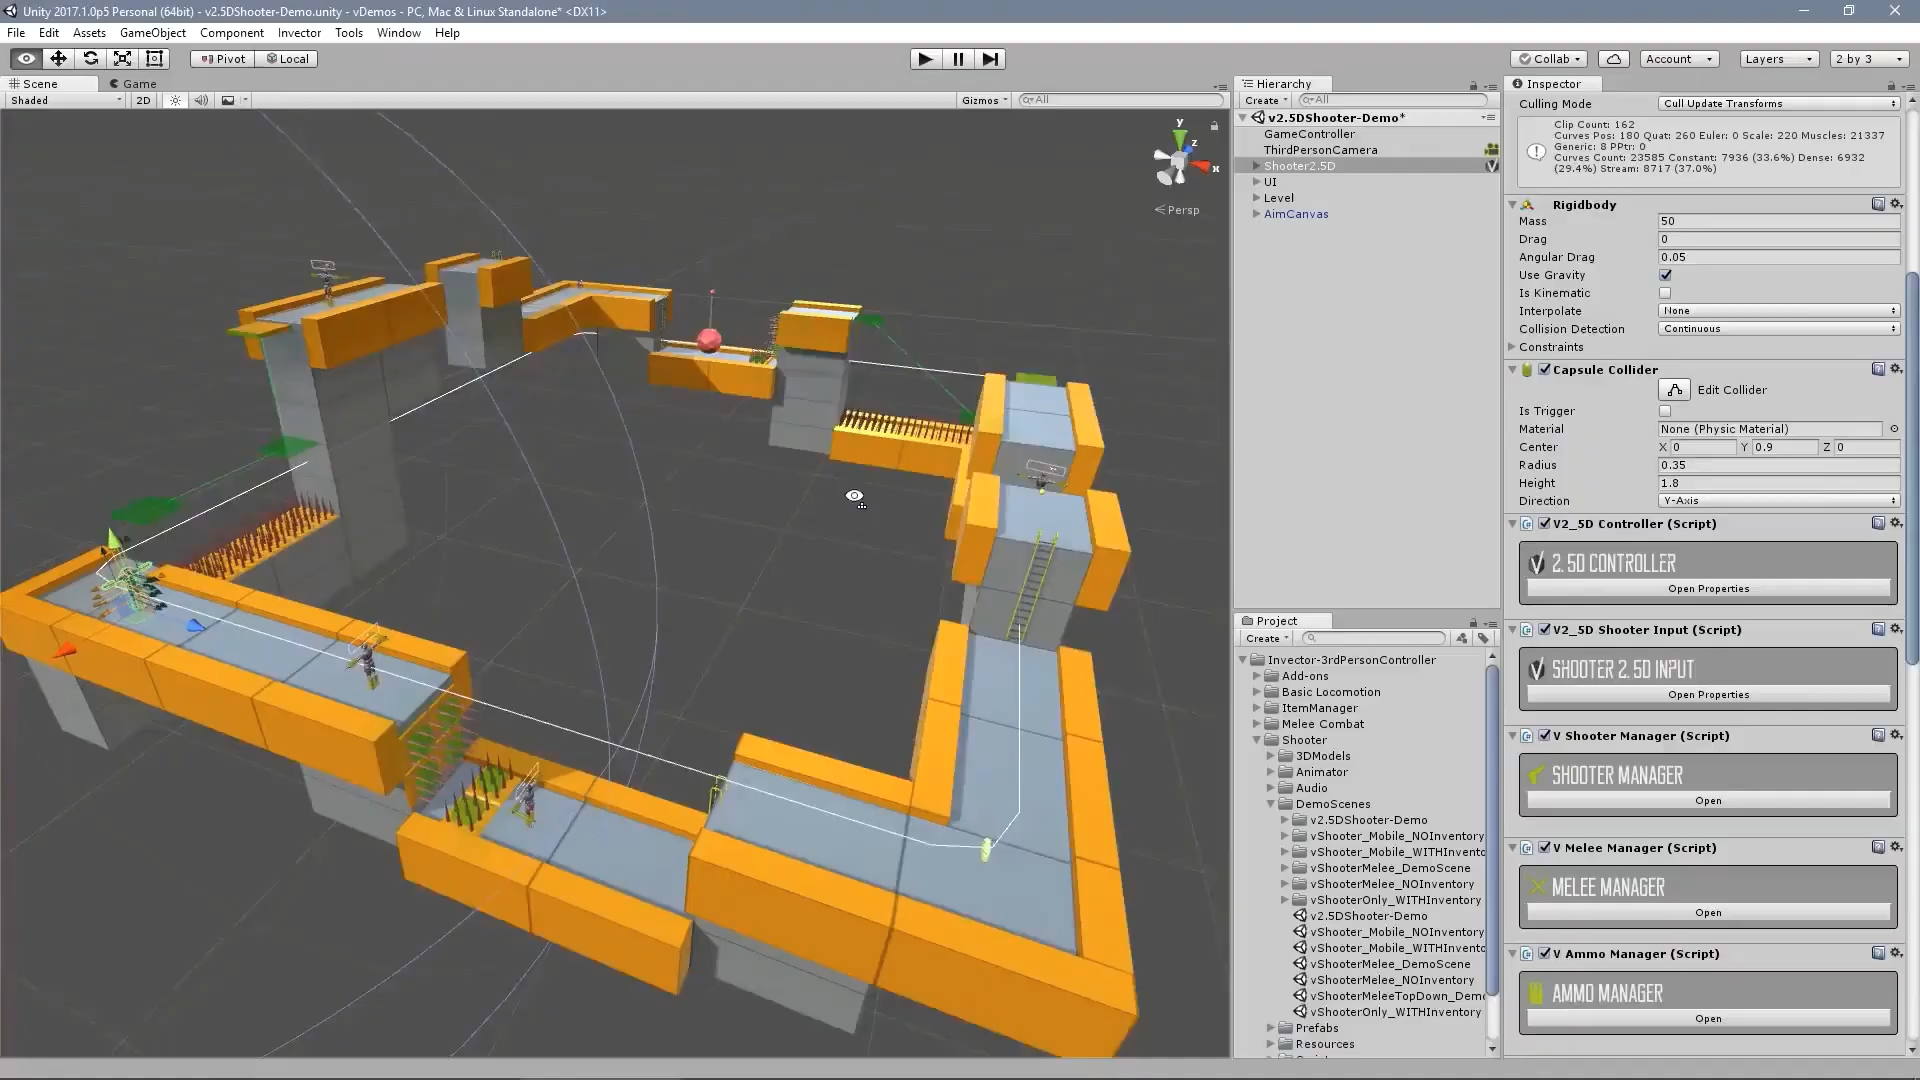 Unity 2017.1.0p5 Personal (64bit) - v2.5DShooter-Demo.unity - vDemos - PC, Mac & Linux Standalone* <DX11>
File Edit Assets GameObject Component Invector Tools Window Help
Pivot Local
Collab Account Layers 2 by 3
Scene Game
Shaded 2D Gizmos All
y
z
x
Persp
Hierarchy
Create All
v2.5DShooter-Demo*
GameController
ThirdPersonCamera
Shooter2.5D
UI
Level
AimCanvas
Project
Create
Invector-3rdPersonController
Add-ons
Basic Locomotion
ItemManager
Melee Combat
Shooter
3DModels
Animator
Audio
DemoScenes
v2.5DShooter-Demo
vShooter_Mobile_NOInventory
vShooter_Mobile_WITHInvento
vShooterMelee_DemoScene
vShooterMelee_NOInventory
vShooterOnly_WITHInventory
v2.5DShooter-Demo
vShooter_Mobile_NOInventory
vShooter_Mobile_WITHInvento
vShooterMelee_DemoScene
vShooterMelee_NOInventory
vShooterMeleeTopDown_Demo
vShooterOnly_WITHInventory
Prefabs
Resources
Inspector
Culling Mode Cull Update Transforms
Clip Count: 162
Curves Pos: 180 Quat: 260 Euler: 0 Scale: 220 Muscles: 21337
Generic: 8 PPtr: 0
Curves Count: 23585 Constant: 7936 (33.6%) Dense: 6932
(29.4%) Stream: 8717 (37.0%)
Rigidbody
Mass 50
Drag 0
Angular Drag 0.05
Use Gravity
Is Kinematic
Interpolate None
Collision Detection Continuous
Constraints
Capsule Collider
Edit Collider
Is Trigger
Material None (Physic Material)
Center X 0 Y 0.9 Z 0
Radius 0.35
Height 1.8
Direction Y-Axis
V2_5D Controller (Script)
2.5D CONTROLLER
Open Properties
V2_5D Shooter Input (Script)
SHOOTER 2.5D INPUT
Open Properties
V Shooter Manager (Script)
SHOOTER MANAGER
Open
V Melee Manager (Script)
MELEE MANAGER
Open
V Ammo Manager (Script)
AMMO MANAGER
Open